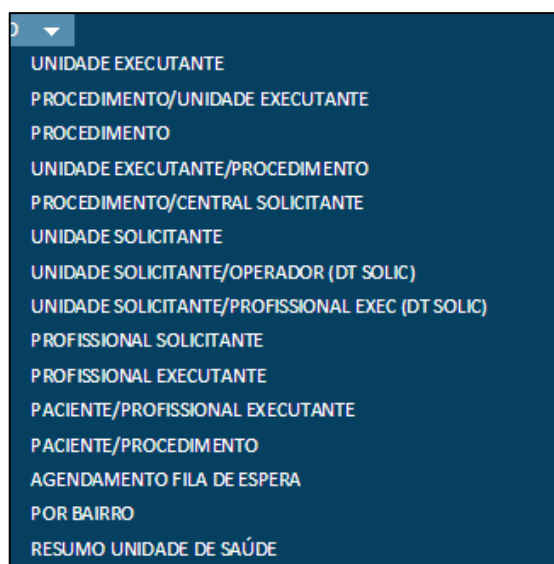 O
UNIDADE EXECUTANTE
PROCEDIMENTO/UNIDADE EXECUTANTE
PROCEDIMENTO
UNIDADE EXECUTANTE/PROCEDIMENTO
PROCEDIMENTO/CENTRAL SOLICITANTE
UNIDADE SOLICITANTE
UNIDADE SOLICITANTE/OPERADOR (DT SOLIC)
UNIDADE SOLICITANTE/PROFISSIONAL EXEC (DT SOLIC)
PROFISSIONAL SOLICITANTE
PROFISSIONAL EXECUTANTE
PACIENTE/PROFISSIONAL EXECUTANTE
PACIENTE/PROCEDIMENTO
AGENDAMENTO FILA DE ESPERA
POR BAIRRO
RESUMO UNIDADE DE SAÚDE